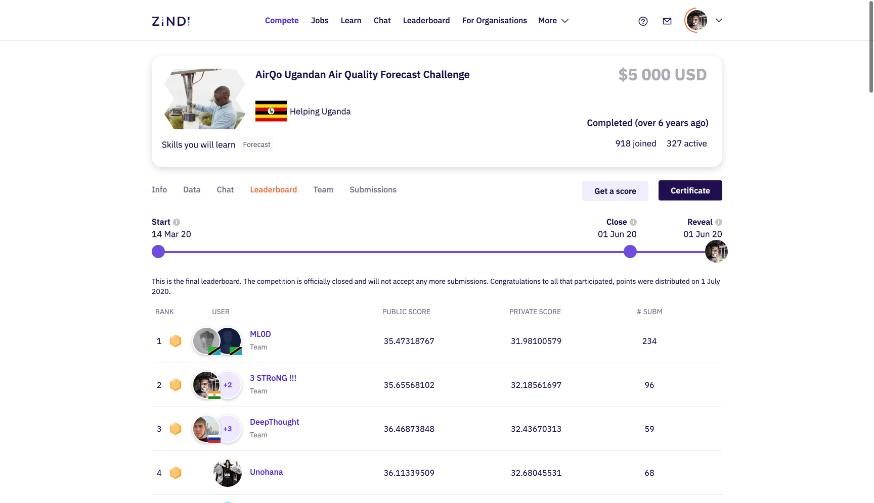 ZINDI
Compete Jobs Learn Chat Leaderboard For Organisations More
AirQo Ugandan Air Quality Forecast Challenge
$5 000 USD
Helping Uganda
Completed (over 6 years ago)
Skills you will learn Forecast
918 joined 327 active
Info Data Chat Leaderboard Team Submissions
Get a score
Certificate
Start Close Reveal
14 Mar 20 01 Jun 20 01 Jun 20
This is the final leaderboard. The competition is officially closed and will not accept any more submissions. Congratulations to all that participated, points were distributed on 1 July
2020.
RANK USER PUBLIC SCORE PRIVATE SCORE # SUBM
1 MLOD 35.47318767 31.98100579 234
Team
2 +2 3 STRoNG !!! 35.65568102 32.18561697 96
Team
3 +3 DeepThought 36.46873848 32.43670313 59
Team
4 Unohana 36.11339509 32.68045531 68